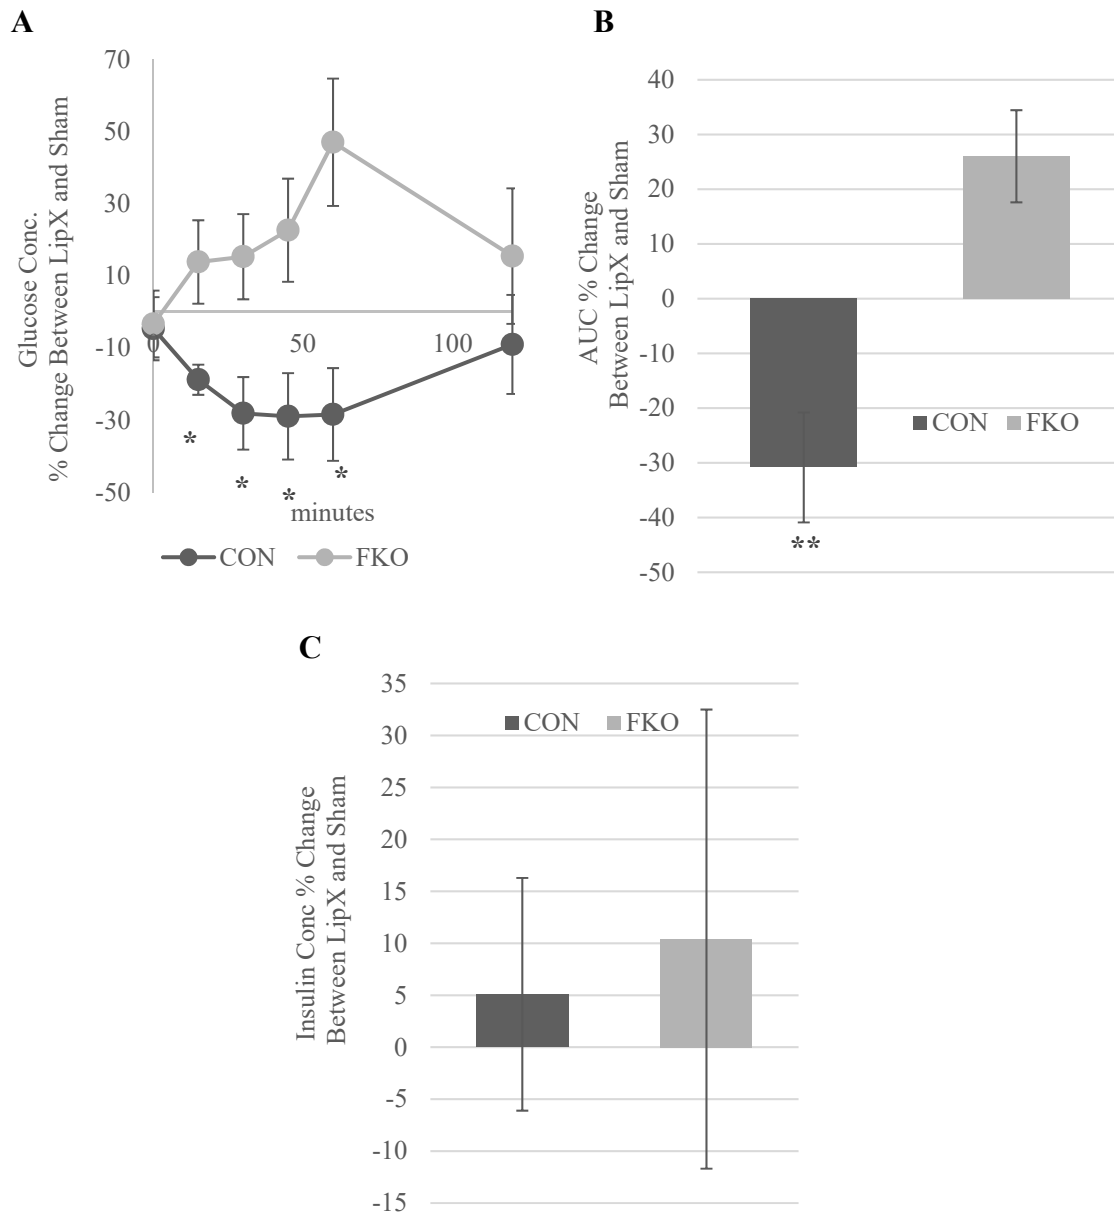 A
Glucose Conc.
% Change Between LipX and Sham
70
50
30
10
-10
-30
-50
0
50
100
*
*
*
*
minutes
CON
FKO
B
AUC % Change
Between LipX and Sham
40
30
20
10
0
-10
-20
-30
-40
-50
CON
FKO
**
C
Insulin Conc % Change
Between LipX and Sham
35
30
25
20
15
10
5
0
-5
-10
-15
CON
FKO